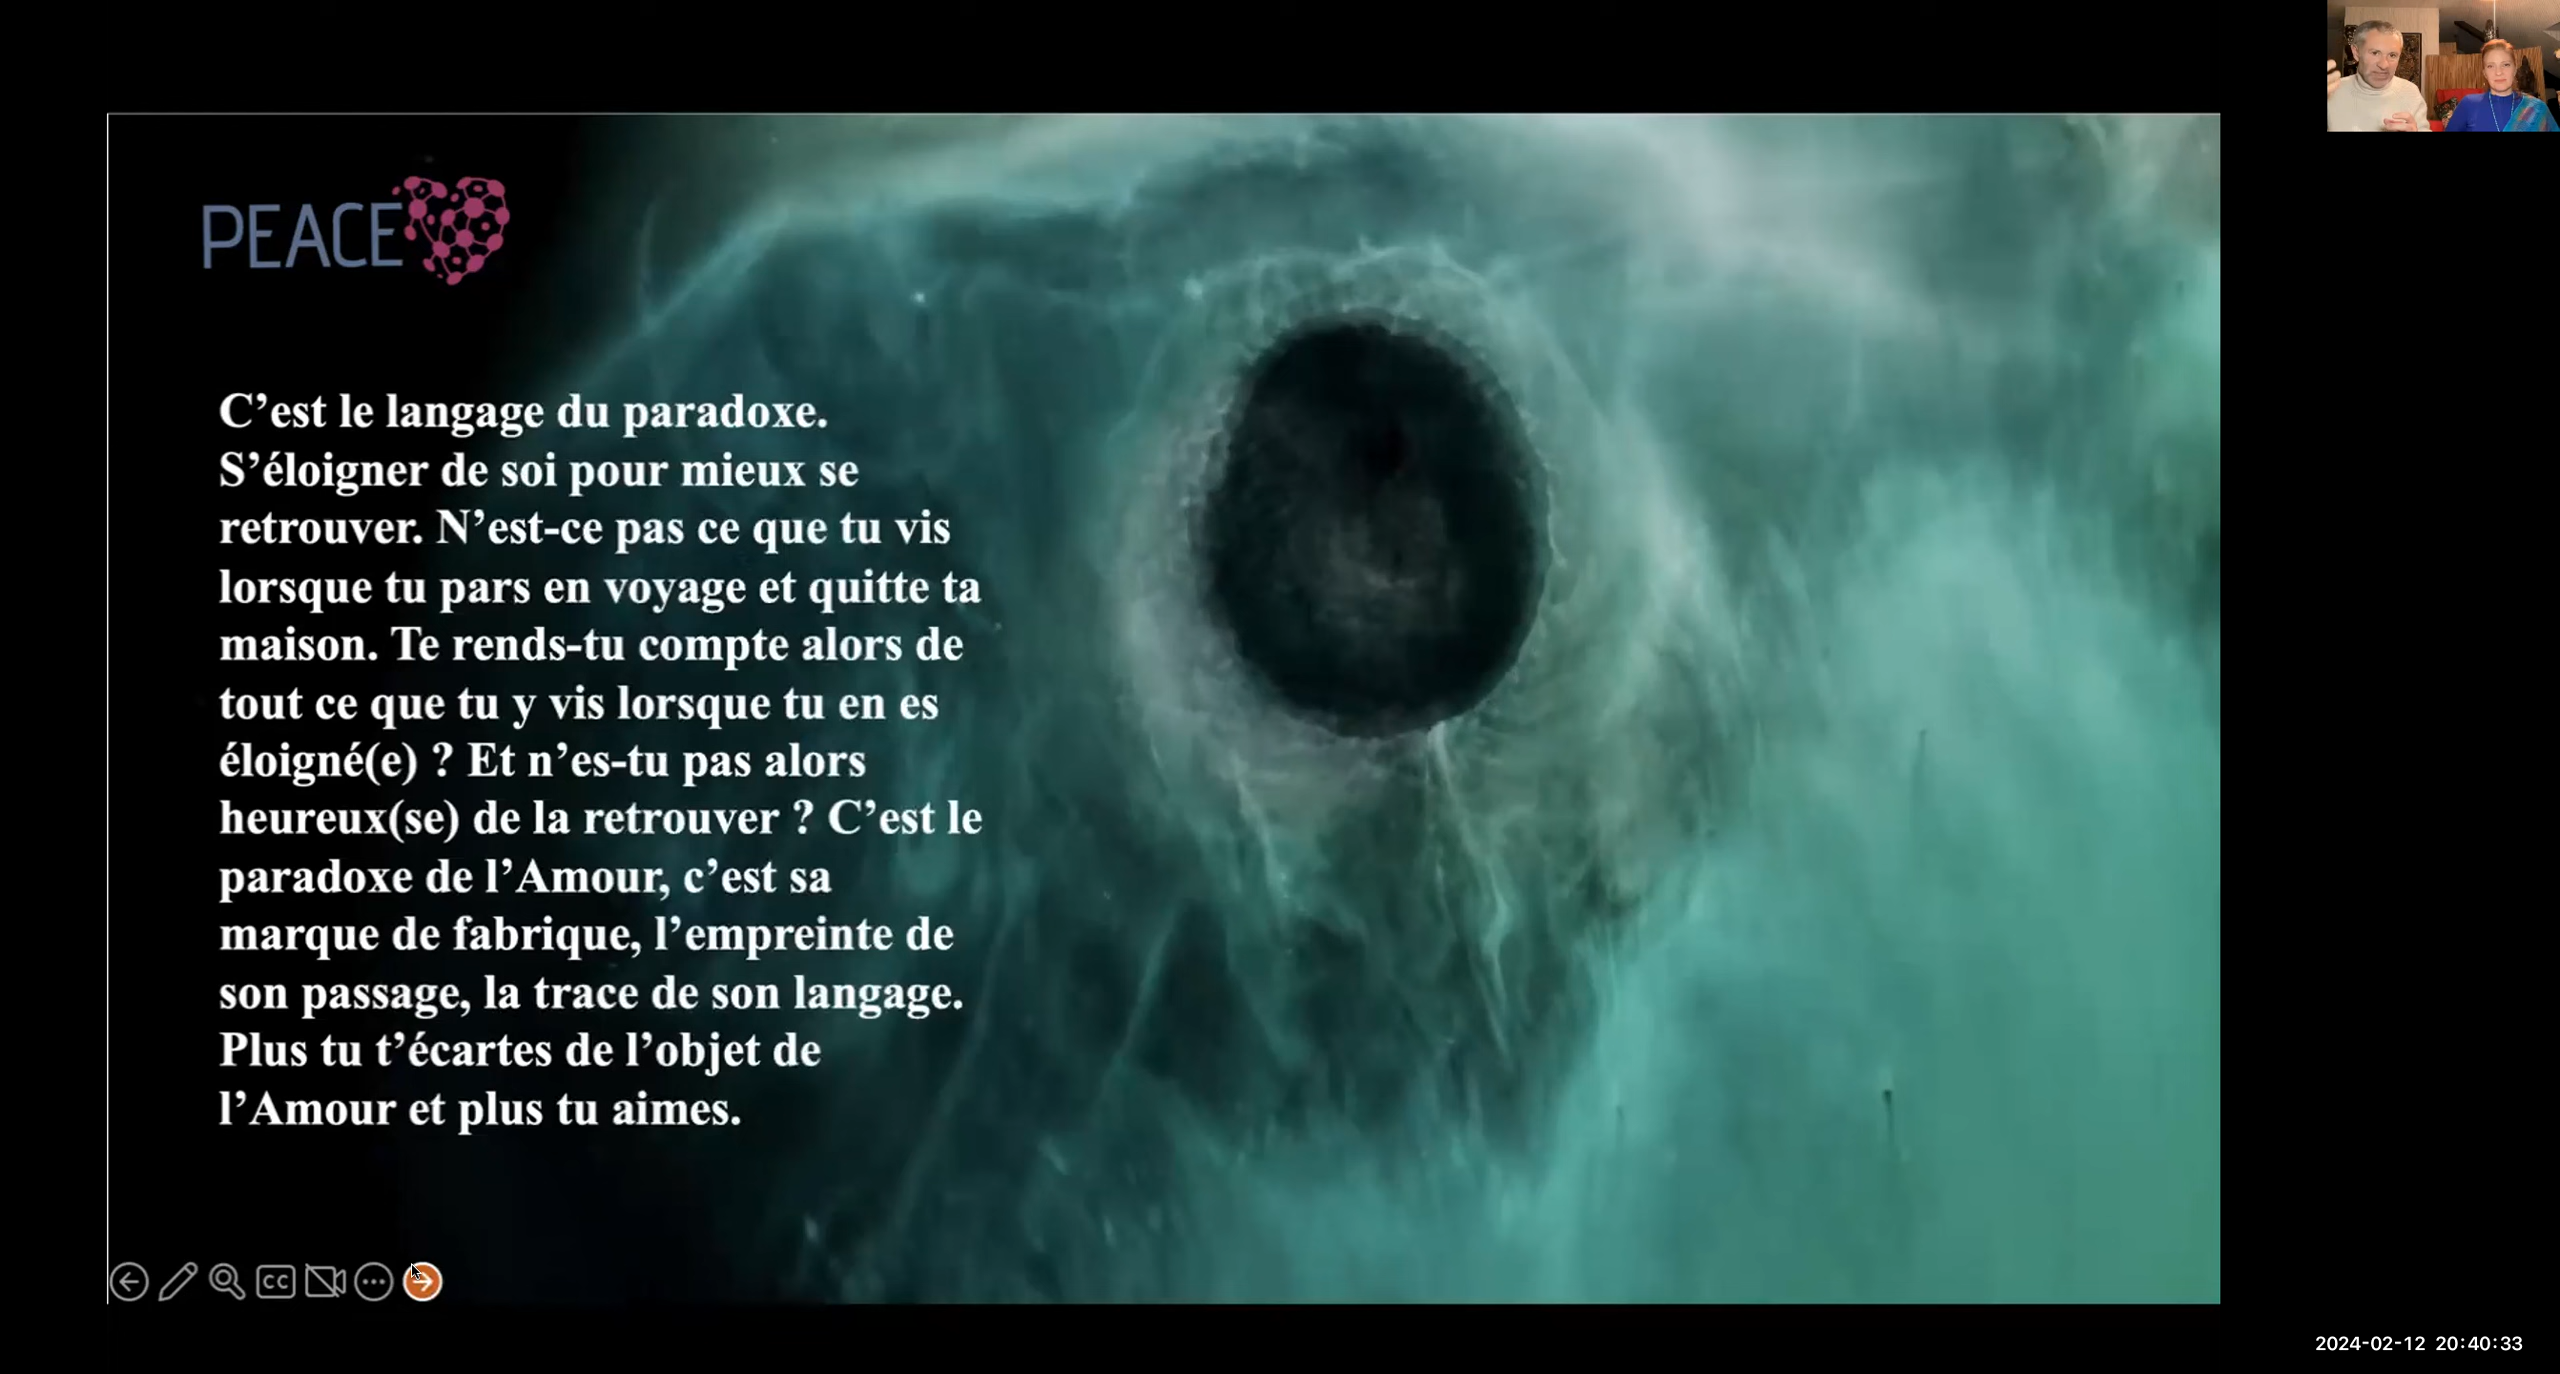 PEACE
C’est le langage du paradoxe.
S’éloigner de soi pour mieux se
retrouver. N’est-ce pas ce que tu vis
lorsque tu pars en voyage et quitte ta
maison. Te rends-tu compte alors de
tout ce que tu y vis lorsque tu en es
éloigné(e) ? Et n’es-tu pas alors
heureux(se) de la retrouver ? C’est le
paradoxe de l’Amour, c’est sa
marque de fabrique, l’empreinte de
son passage, la trace de son langage.
Plus tu t’écartes de l’objet de
l’Amour et plus tu aimes.
CC
2024-02-12 20:40:33